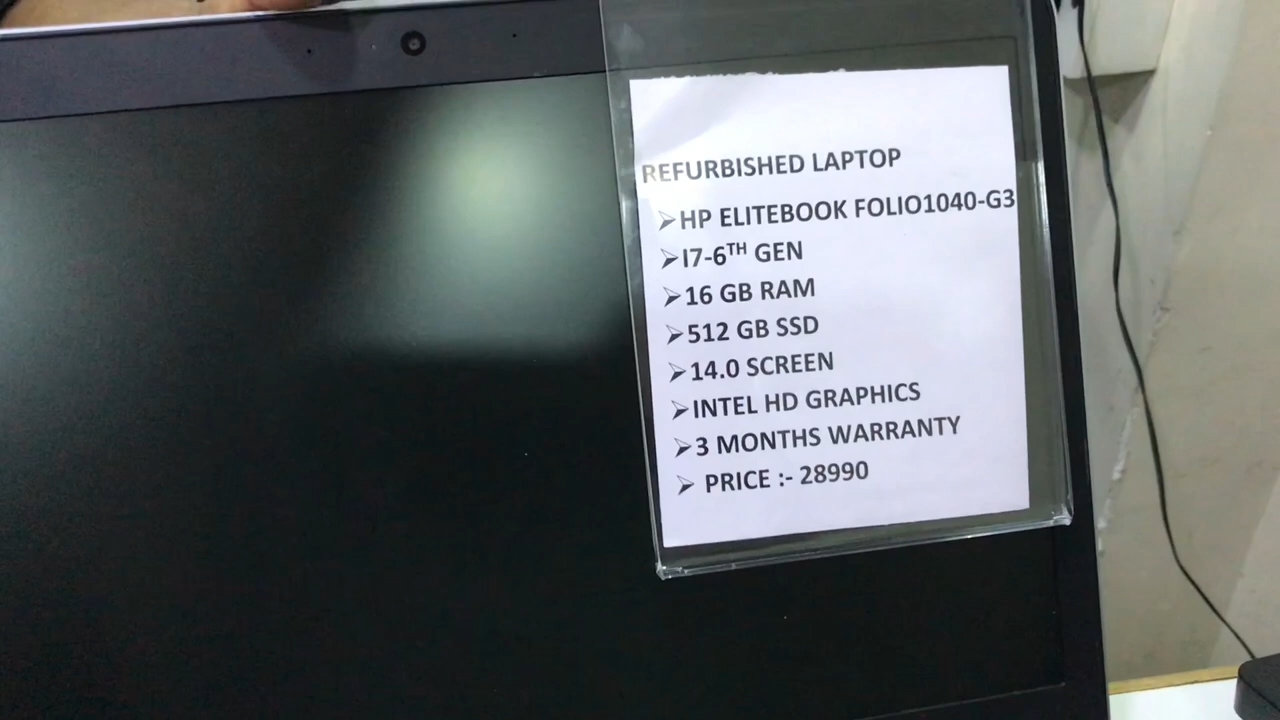 REFURBISHED LAPTOP
➢HP ELITEBOOK FOLIO1040-G3
➢I7-6TH GEN
➢16 GB RAM
➢512 GB SSD
➢14.0 SCREEN
➢INTEL HD GRAPHICS
➢3 MONTHS WARRANTY
➢ PRICE :- 28990